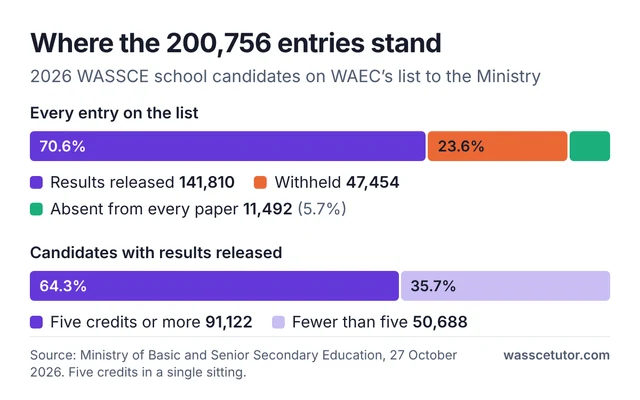 Where the 200,756 entries stand
2026 WASSCE school candidates on WAEC’s list to the Ministry
Every entry on the list
70.6% 23.6%
Results released 141,810 Withheld 47,454
Absent from every paper 11,492 (5.7%)
Candidates with results released
64.3% 35.7%
Five credits or more 91,122 Fewer than five 50,688
Source: Ministry of Basic and Senior Secondary Education, 27 October wasscetutor.com
2026. Five credits in a single sitting.